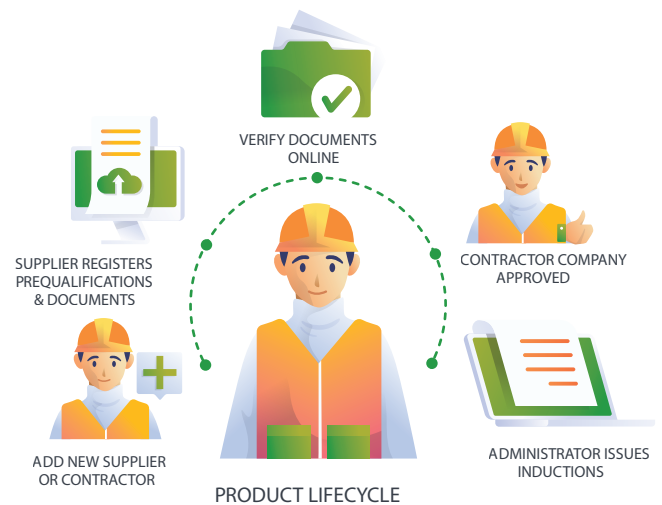 VERIFY DOCUMENTS
ONLINE
SUPPLIER REGISTERS
PREQUALIFICATIONS
& DOCUMENTS
CONTRACTOR COMPANY
APPROVED
ADD NEW SUPPLIER
OR CONTRACTOR
ADMINISTRATOR ISSUES
INDUCTIONS
PRODUCT LIFECYCLE